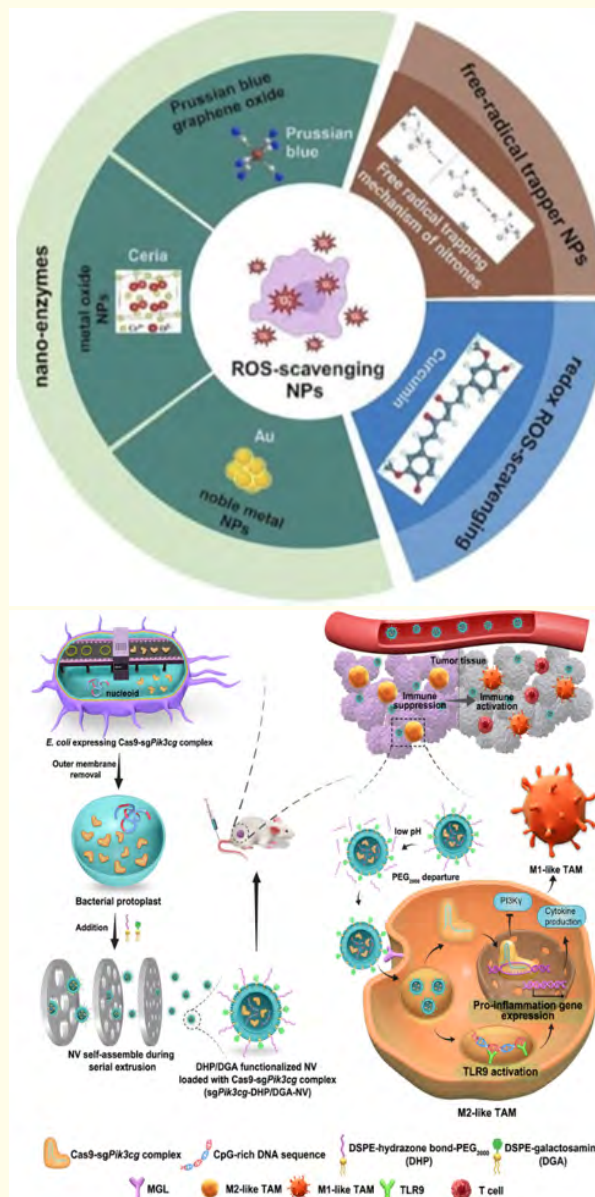 Prussian blue
graphene oxide
Prussian
blue
free-radical trapper NPs
Free radical trapping
mechanism of nitrones
nano-enzymes
metal oxide
NPs
Ceria
ROS-scavenging
NPs
Au
noble metal
NPs
Curcumin
redox ROS-scavenging
nucleoid
E. coli expressing Cas9-sgPik3cg complex
Outer membrane
removal
Bacterial protoplast
Addition
NV self-assemble during
serial extrusion
DHP/DGA functionalized NV
loaded with Cas9-sgPik3cg complex
(sgPik3cg-DHP/DGA-NV)
Tumor tissue
Immune
suppression
Immune
activation
low pH
PEG2000 departure
M1-like TAM
PI3Kγ
Cytokine
production
Pro-inflammation gene
expression
TLR9 activation
M2-like TAM
Cas9-sgPik3cg complex
CpG-rich DNA sequence
DSPE-hydrazone bond-PEG2000
(DHP)
DSPE-galactosamin
(DGA)
MGL
M2-like TAM
M1-like TAM
TLR9
T cell